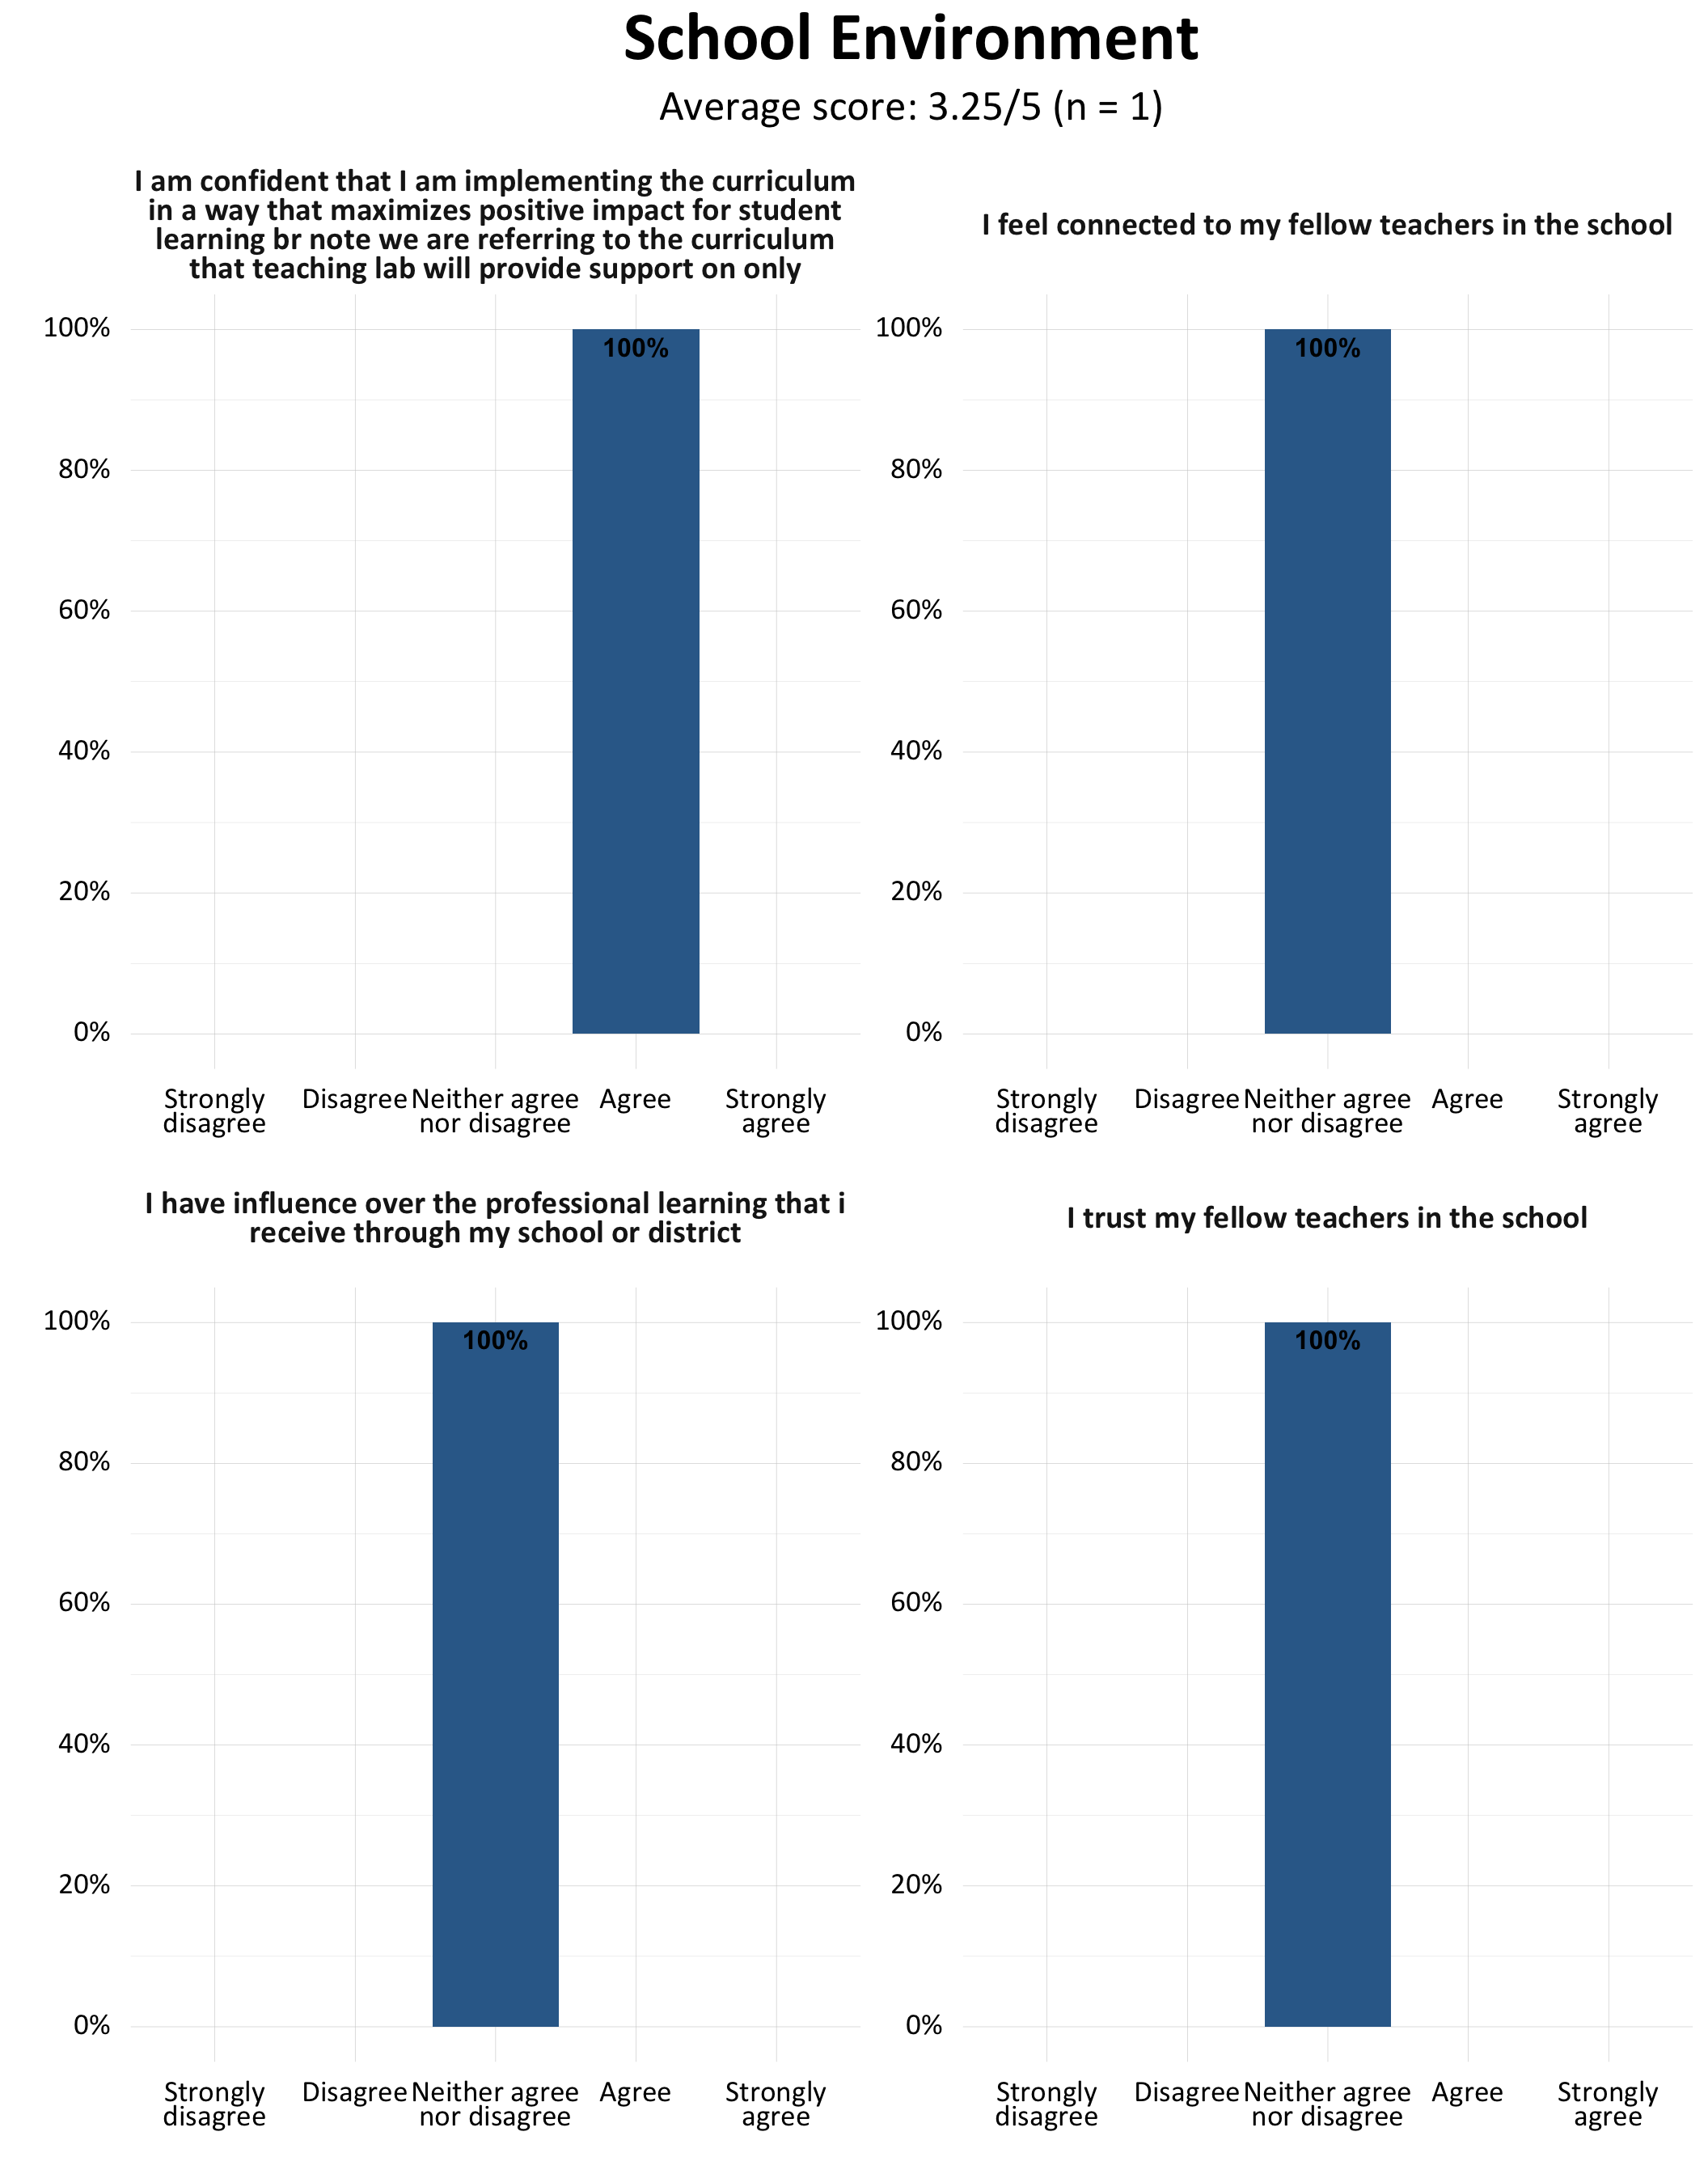 School Environment
Average score: 3.25/5 (n = 1)
I am confident that I am implementing the curriculum
in a way that maximizes positive impact for student
learning br note we are referring to the curriculum
that teaching lab will provide support on only
100%
80%
60%
40%
20%
0%
100%
Strongly
disagree
Disagree
Neither agree
nor disagree
Agree
Strongly
agree
I feel connected to my fellow teachers in the school
100%
80%
60%
40%
20%
0%
100%
Strongly
disagree
Disagree
Neither agree
nor disagree
Agree
Strongly
agree
I have influence over the professional learning that i
receive through my school or district
100%
80%
60%
40%
20%
0%
100%
Strongly
disagree
Disagree
Neither agree
nor disagree
Agree
Strongly
agree
I trust my fellow teachers in the school
100%
80%
60%
40%
20%
0%
100%
Strongly
disagree
Disagree
Neither agree
nor disagree
Agree
Strongly
agree